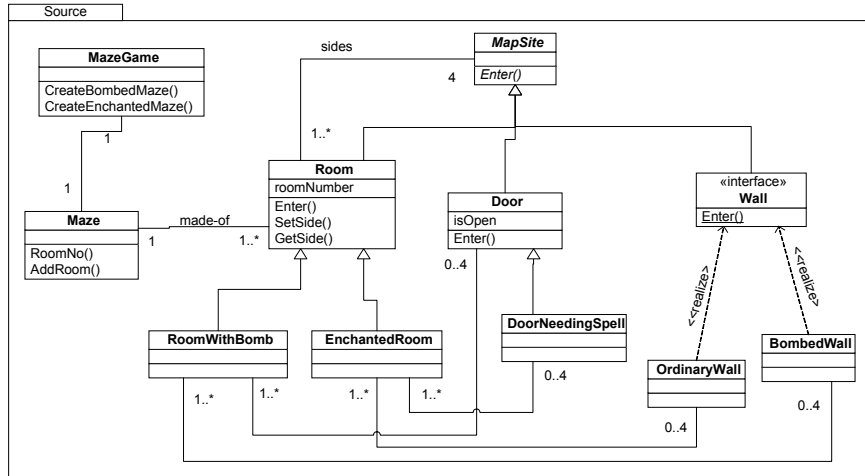 Source
MazeGame
CreateBombedMaze()
CreateEnchantedMaze()
sides
MapSite
Enter()
4
1
1..*
1
Room
roomNumber
Enter()
SetSide()
GetSide()
Door
isOpen
Enter()
«interface»
Wall
Enter()
Maze
RoomNo()
AddRoom()
made-of
1
1..*
0..4
<<realize>
<<realize>
RoomWithBomb
EnchantedRoom
DoorNeedingSpell
OrdinaryWall
BombedWall
1..*
1..*
1..*
1..*
0..4
0..4
0..4